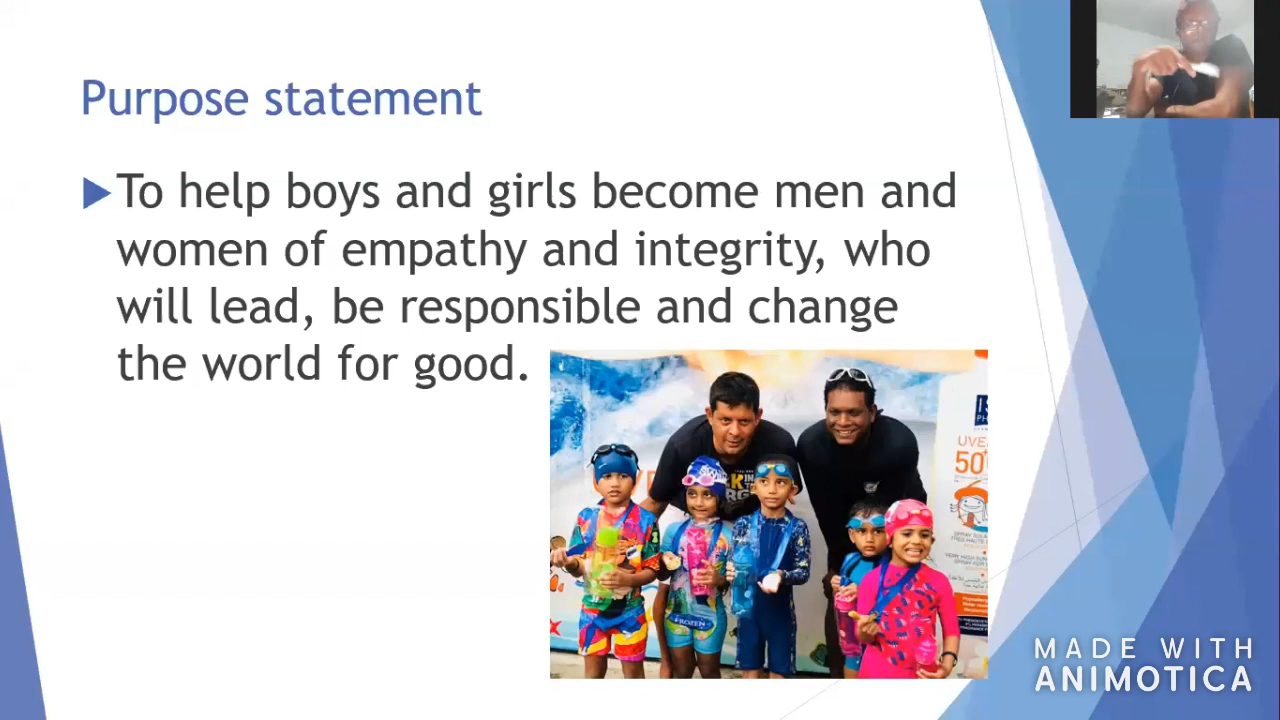 Purpose statement
To help boys and girls become men and
women of empathy and integrity, who
will lead, be responsible and change
the world for good.
UVE
50+
FROZEN
MADE WITH
ANIMOTICA